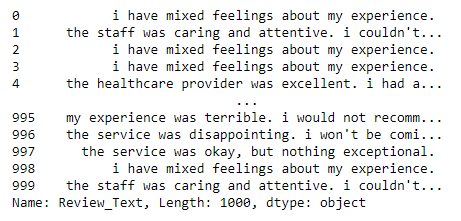 0 i have mixed feelings about my experience.
1 the staff was caring and attentive. i couldn't...
2 i have mixed feelings about my experience.
3 i have mixed feelings about my experience.
4 the healthcare provider was excellent. i had a...
...
995 my experience was terrible. i would not recomm...
996 the service was disappointing. i won't be comi...
997 the service was okay, but nothing exceptional.
998 i have mixed feelings about my experience.
999 the staff was caring and attentive. i couldn't...
Name: Review_Text, Length: 1000, dtype: object